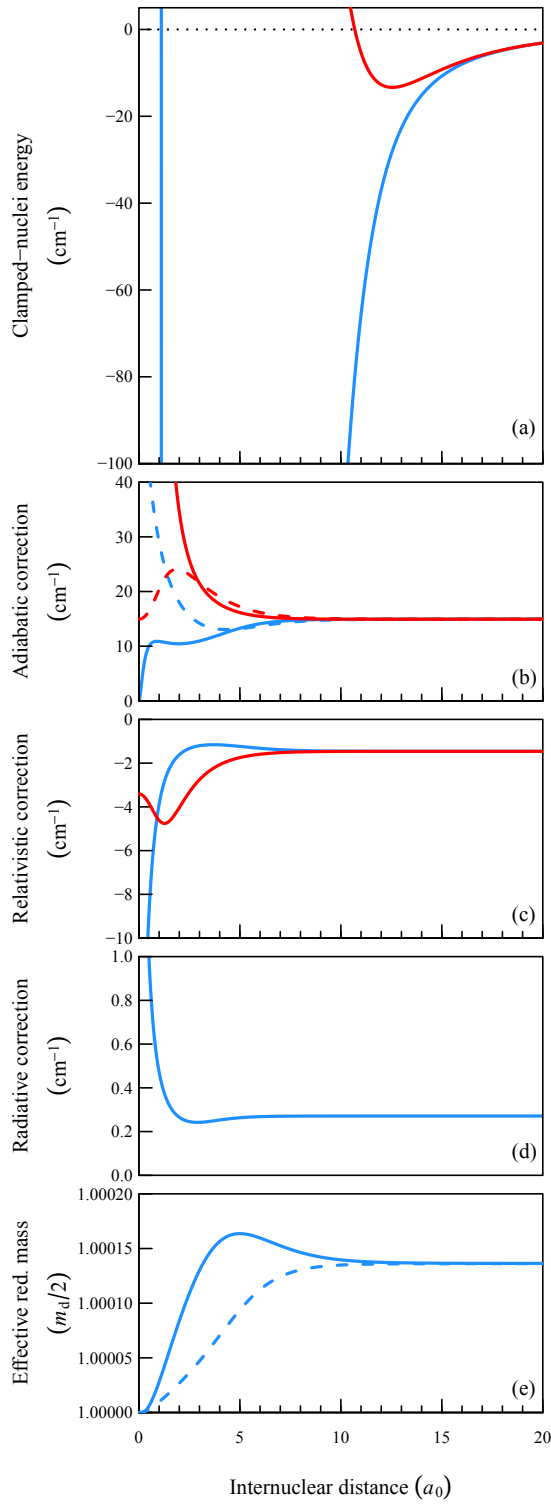 Clamped−nuclei energy
(cm−1)
0
−20
−40
−60
−80
−100
(a)
Adiabatic correction
(cm−1)
40
30
20
10
0
(b)
Relativistic correction
(cm−1)
0
−2
−4
−6
−8
−10
(c)
Radiative correction
(cm−1)
1.0
0.8
0.6
0.4
0.2
0.0
(d)
Effective red. mass
(md/2)
1.00020
1.00015
1.00010
1.00005
1.00000
(e)
0 5 10 15 20
Internuclear distance (a0)